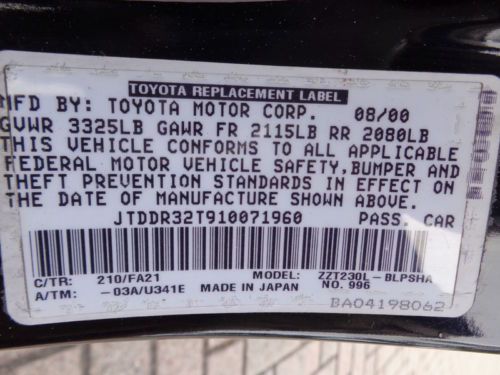 TOYOTA REPLACEMENT LABEL
MFD BY: TOYOTA MOTOR CORP. 08/00
GVWR 3325LB GAWR FR 2115LB RR 2080LB
THIS VEHICLE CONFORMS TO ALL APPLICABLE
FEDERAL MOTOR VEHICLE SAFETY, BUMPER AND
THEFT PREVENTION STANDARDS IN EFFECT ON
THE DATE OF MANUFACTURE SHOWN ABOVE.
JTDDR32T910071960 PASS. CAR
C/TR: 210/FA21 MODEL: ZZT230L-BLPSHA
A/TM: -03A/U341E MADE IN JAPAN NO. 996
BA04198062